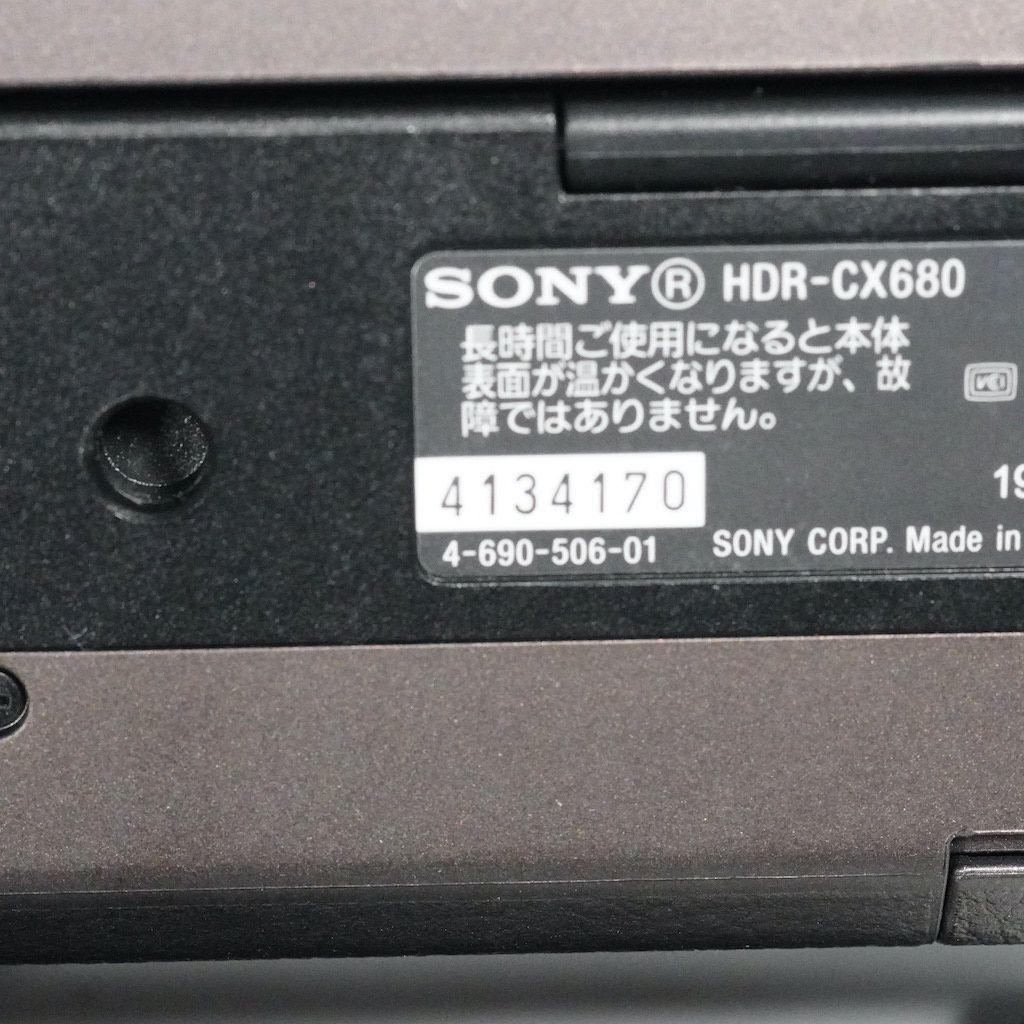 SONY® HDR-CX680
長時間ご使用になると本体
表面が温かくなりますが、故
障ではありません。
4134170
19
4-690-506-01
SONY CORP. Made in